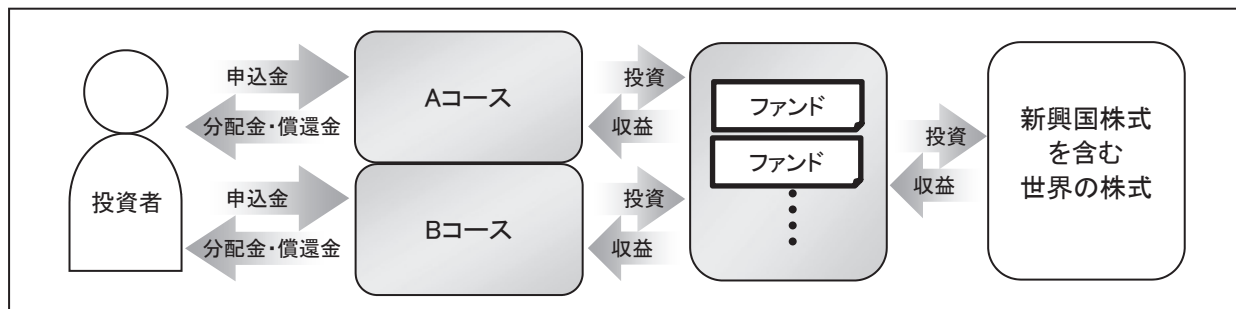 投資者
申込金
分配金・償還金
申込金
分配金・償還金
Aコース
Bコース
投資
収益
投資
収益
ファンド
ファンド
投資
収益
新興国株式
を含む
世界の株式